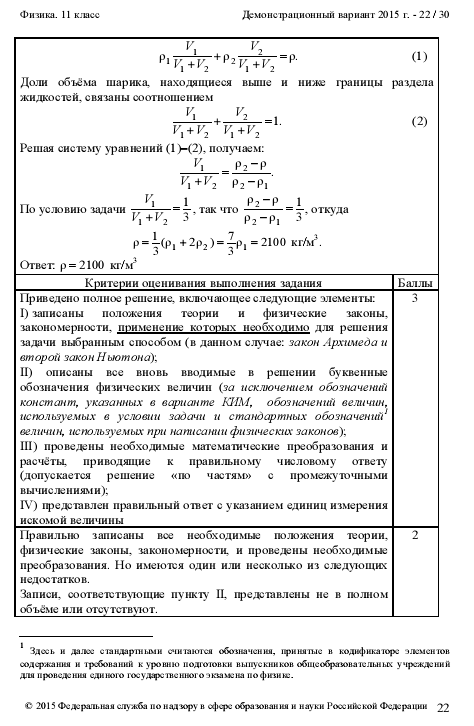 Физика. 11 класс Демонстрационный вариант 2015 г. - 22 / 30
ρ₁ V₁/(V₁+V₂) + ρ₂ V₂/(V₁+V₂) = ρ. (1)
Доли объёма шарика, находящиеся выше и ниже границы раздела
жидкостей, связаны соотношением
V₁/(V₁+V₂) + V₂/(V₁+V₂) = 1. (2)
Решая систему уравнений (1)–(2), получаем:
V₁/(V₁+V₂) = (ρ₂ – ρ)/(ρ₂ – ρ₁).
По условию задачи V₁/(V₁+V₂) = 1/3, так что (ρ₂ – ρ)/(ρ₂ – ρ₁) = 1/3, откуда
ρ = 1/3(ρ₁ + 2ρ₂) = 7/3ρ₁ = 2100 кг/м³.
Ответ: ρ = 2100 кг/м³
Критерии оценивания выполнения задания Баллы
Приведено полное решение, включающее следующие элементы: 3
I) записаны положения теории и физические законы,
закономерности, применение которых необходимо для решения
задачи выбранным способом (в данном случае: закон Архимеда и
второй закон Ньютона);
II) описаны все вновь вводимые в решении буквенные
обозначения физических величин (за исключением обозначений
констант, указанных в варианте КИМ, обозначений величин,
используемых в условии задачи и стандартных обозначений¹
величин, используемых при написании физических законов);
III) проведены необходимые математические преобразования и
расчёты, приводящие к правильному числовому ответу
(допускается решение «по частям» с промежуточными
вычислениями);
IV) представлен правильный ответ с указанием единиц измерения
искомой величины
Правильно записаны все необходимые положения теории, 2
физические законы, закономерности, и проведены необходимые
преобразования. Но имеются один или несколько из следующих
недостатков.
Записи, соответствующие пункту II, представлены не в полном
объёме или отсутствуют.
¹ Здесь и далее стандартными считаются обозначения, принятые в кодификаторе элементов
содержания и требований к уровню подготовки выпускников общеобразовательных учреждений
для проведения единого государственного экзамена по физике.
© 2015 Федеральная служба по надзору в сфере образования и науки Российской Федерации 22